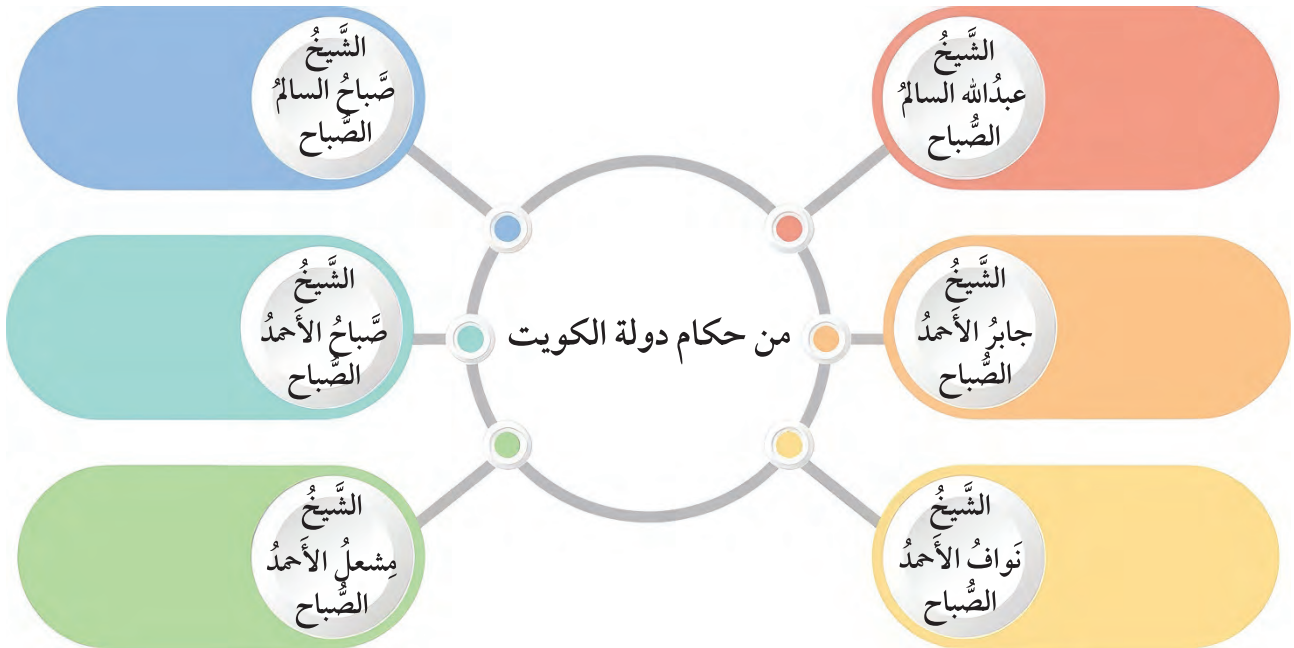 الشَّيخُ
عبدُالله السالمُ
الصُّباح
الشَّيخُ
صَّباحُ السالمُ
الصُّباح
الشَّيخُ
جابرُ الأَحمدُ
الصُّباح
من حكام دولة الكويت
الشَّيخُ
صَّباحُ الأَحمدُ
الصُّباح
الشَّيخُ
نَوافُ الأَحمدُ
الصُّباح
الشَّيخُ
مِشعلُ الأَحمدُ
الصُّباح